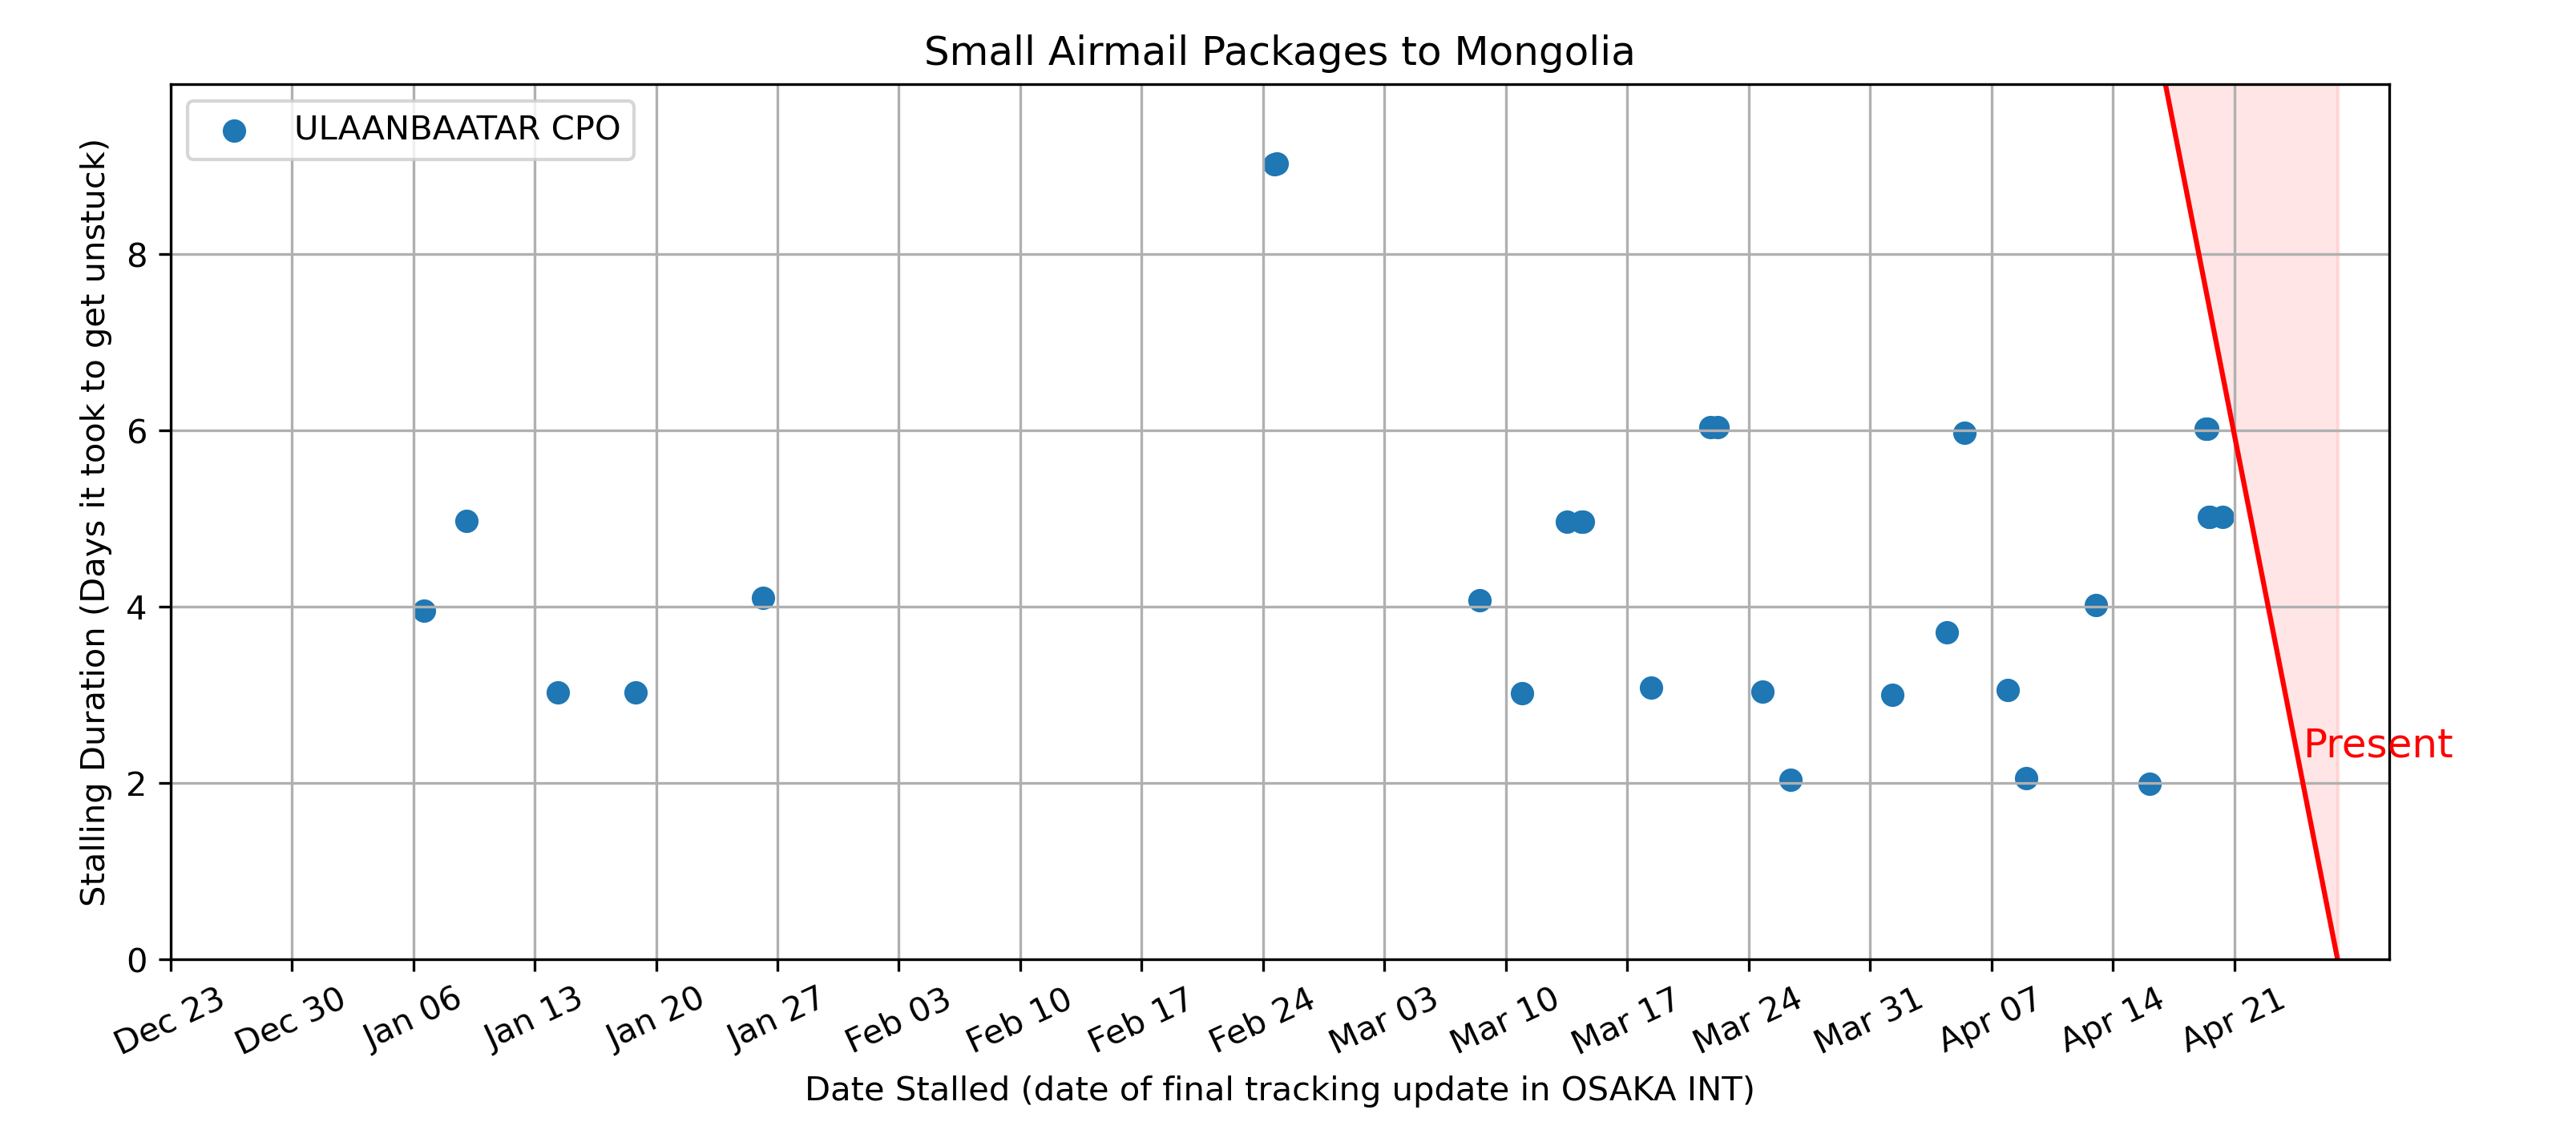 Small Airmail Packages to Mongolia
ULAANBAATAR CPO
Stalling Duration (Days it took to get unstuck)
8
6
4
2
0
Present
Dec 23
Dec 30
Jan 06
Jan 13
Jan 20
Jan 27
Feb 03
Feb 10
Feb 17
Feb 24
Mar 03
Mar 10
Mar 17
Mar 24
Mar 31
Apr 07
Apr 14
Apr 21
Date Stalled (date of final tracking update in OSAKA INT)